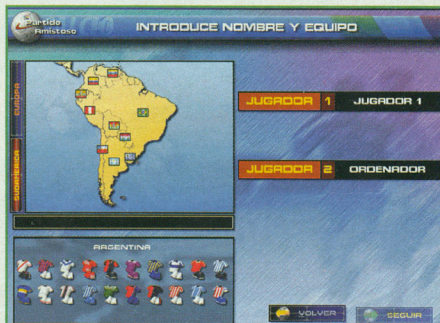 Partido
Amistoso
INTRODUCE NOMBRE Y EQUIPO
EUROPA
SUDAMERICA
JUGADOR 1 JUGADOR 1
JUGADOR 2 ORDENADOR
ARGENTINA
VOLVER
SEGUIR